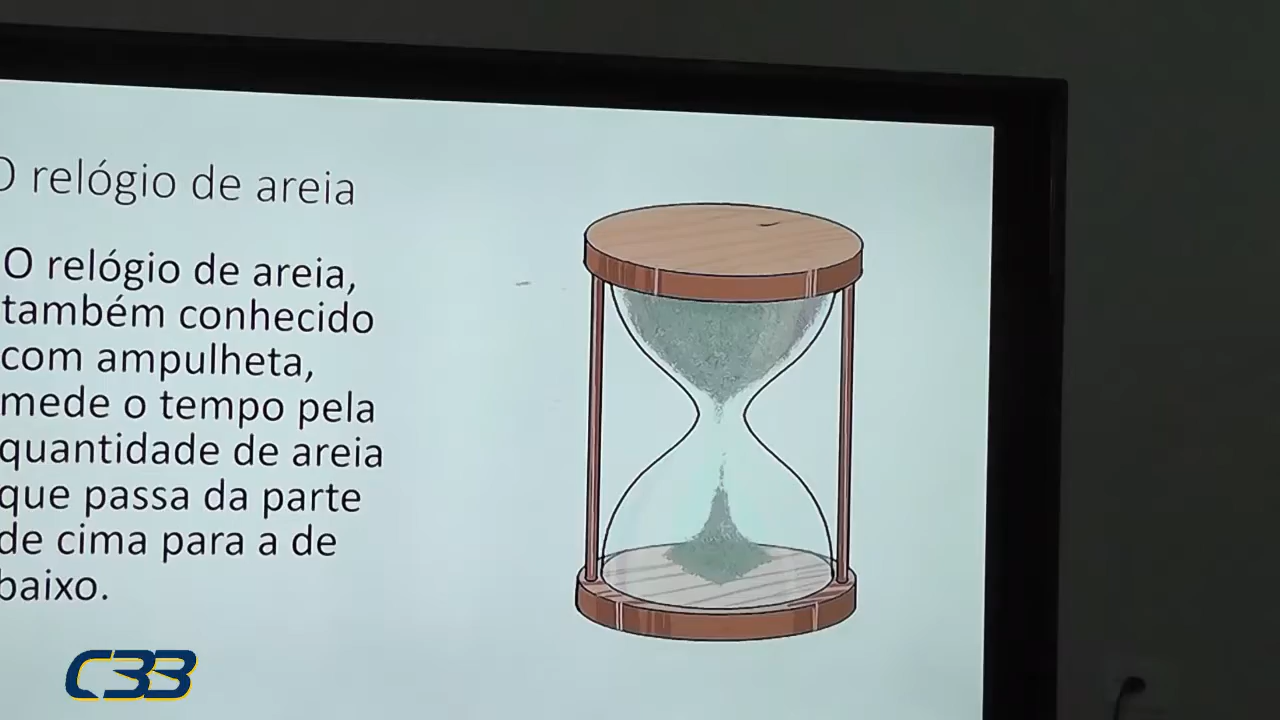 O relógio de areia
O relógio de areia,
também conhecido
com ampulheta,
mede o tempo pela
quantidade de areia
que passa da parte
de cima para a de
baixo.
C33